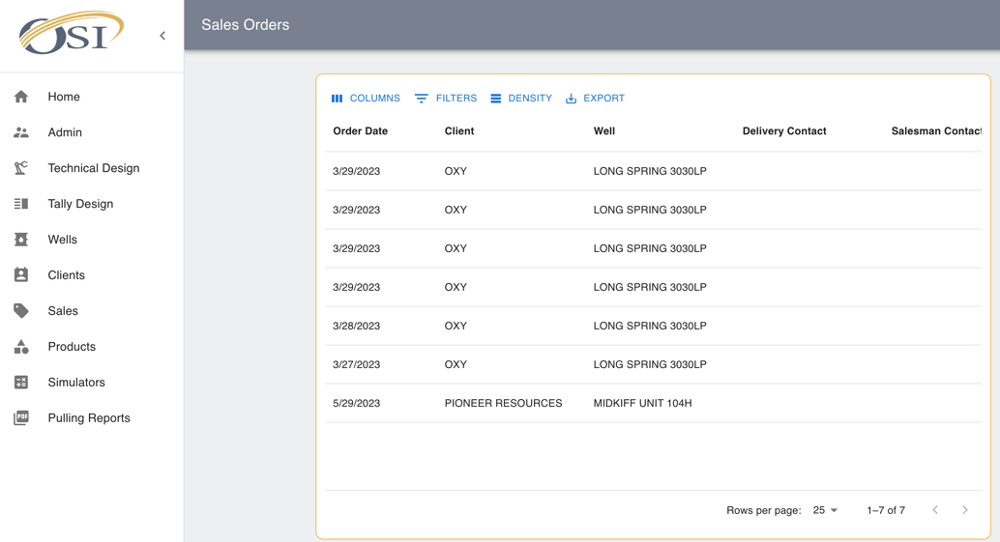 OSI
Sales Orders
Home
Admin
Technical Design
Tally Design
Wells
Clients
Sales
Products
Simulators
PDF Pulling Reports
COLUMNS FILTERS DENSITY EXPORT
Order Date Client Well Delivery Contact Salesman Contact
3/29/2023 OXY LONG SPRING 3030LP
3/29/2023 OXY LONG SPRING 3030LP
3/29/2023 OXY LONG SPRING 3030LP
3/29/2023 OXY LONG SPRING 3030LP
3/28/2023 OXY LONG SPRING 3030LP
3/27/2023 OXY LONG SPRING 3030LP
5/29/2023 PIONEER RESOURCES MIDKIFF UNIT 104H
Rows per page: 25 1–7 of 7